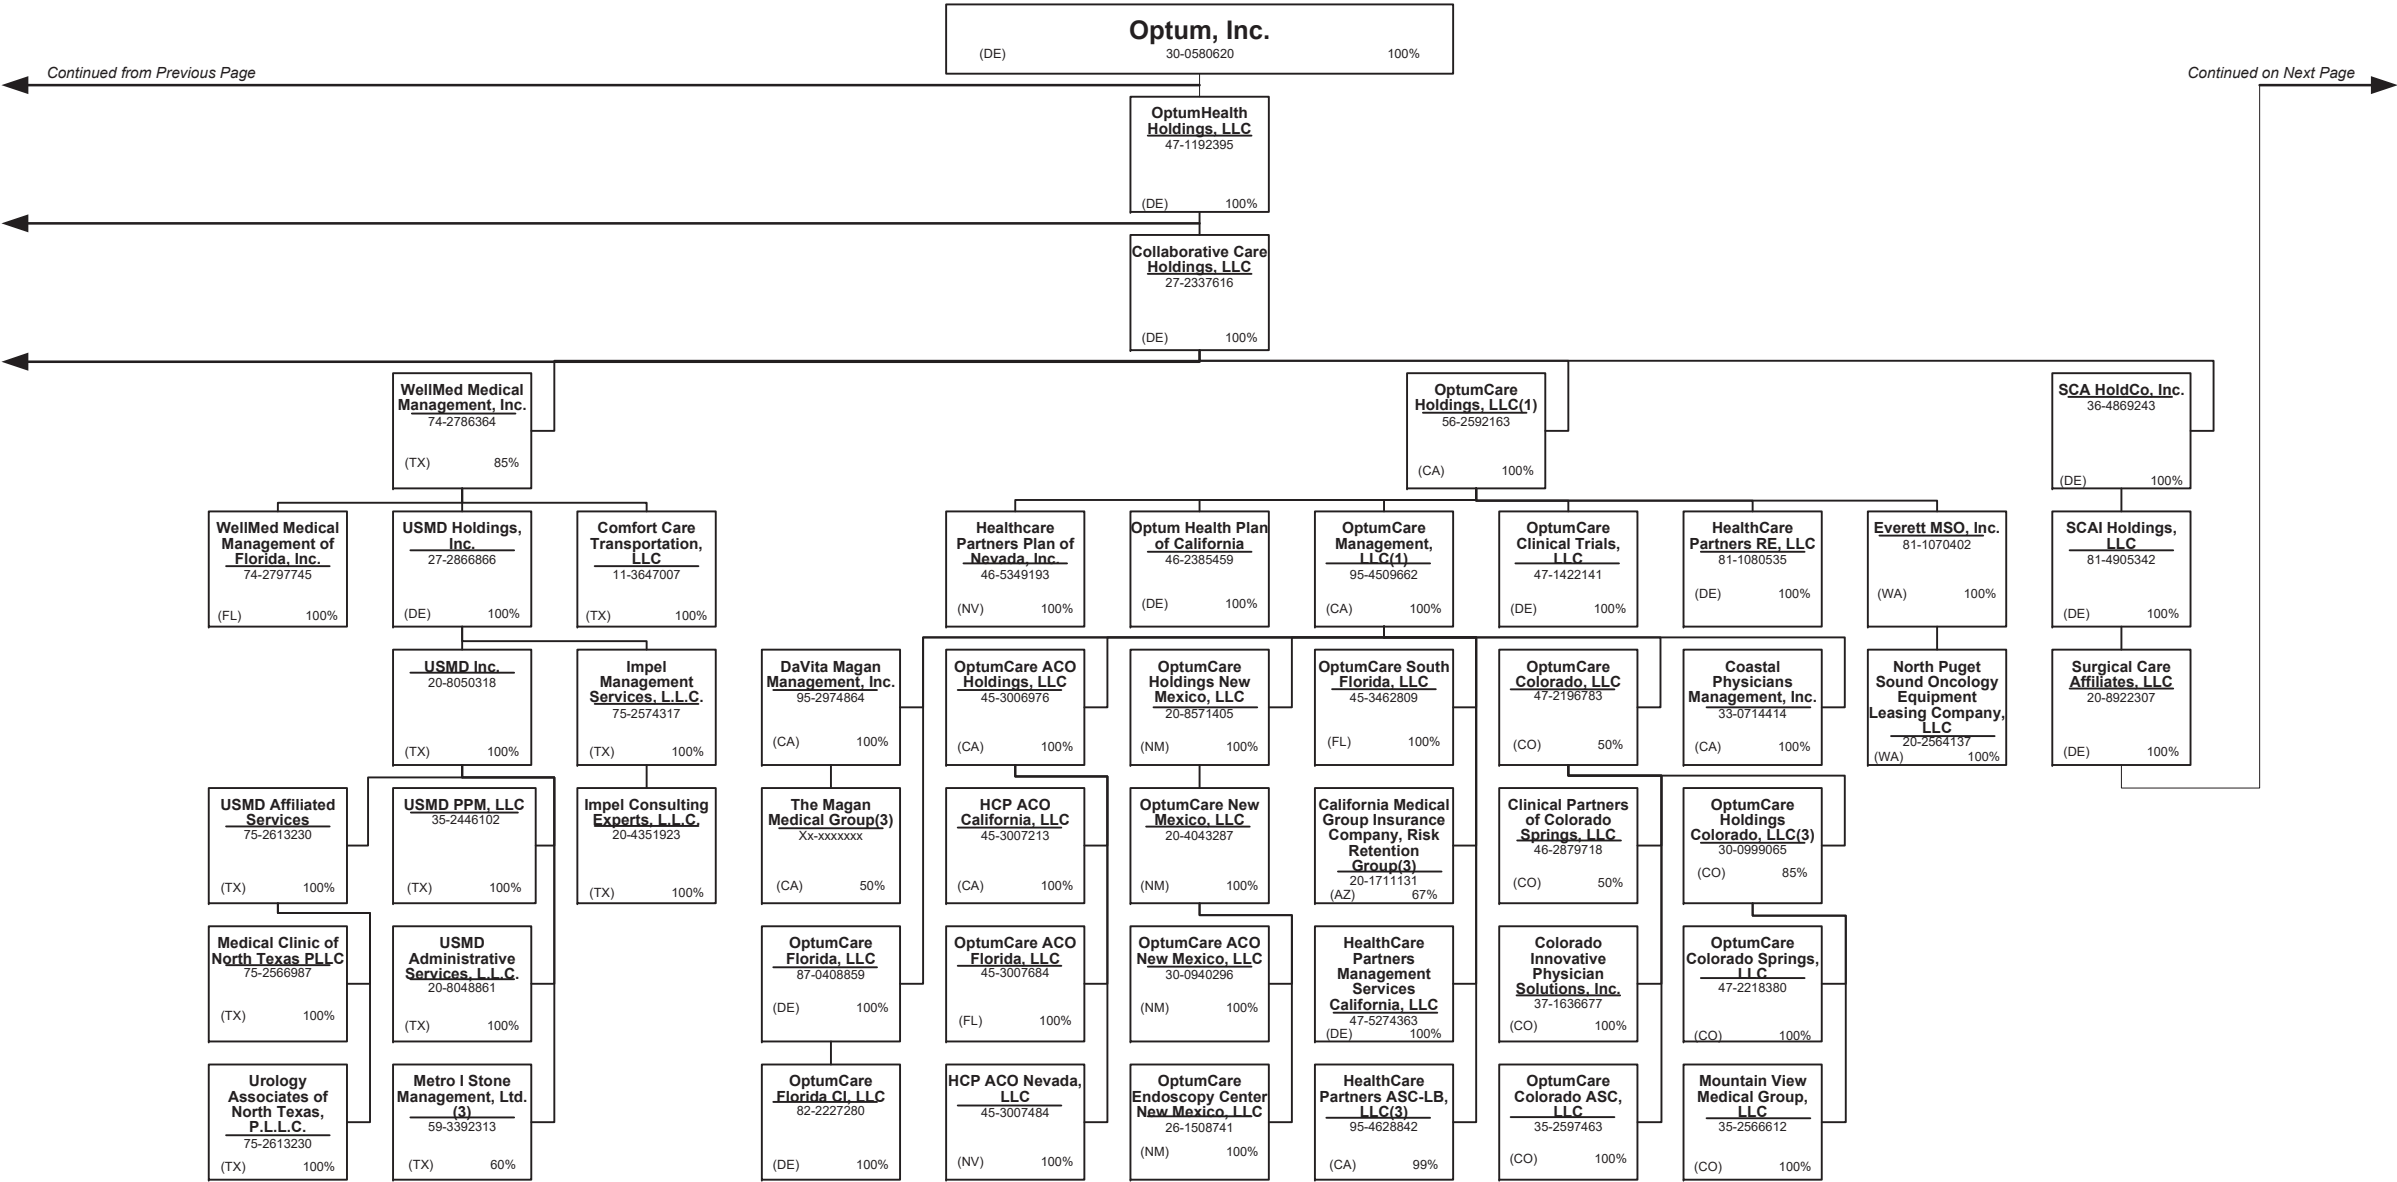 Optum, Inc.
(DE) 30-0580620 100%
Continued from Previous Page
Continued on Next Page
OptumHealth
Holdings, LLC
47-1192395
(DE) 100%
Collaborative Care
Holdings, LLC
27-2337616
(DE) 100%
WellMed Medical
Management, Inc.
74-2786364
(TX) 85%
OptumCare
Holdings, LLC(1)
56-2592163
(CA) 100%
SCA HoldCo, Inc.
36-4869243
(DE) 100%
WellMed Medical
Management of
Florida, Inc.
74-2797745
(FL) 100%
USMD Holdings,
Inc.
27-2866866
(DE) 100%
Comfort Care
Transportation,
LLC
11-3647007
(TX) 100%
Healthcare
Partners Plan of
Nevada, Inc.
46-5349193
(NV) 100%
Optum Health Plan
of California
46-2385459
(DE) 100%
OptumCare
Management,
LLC(1)
95-4509662
(CA) 100%
OptumCare
Clinical Trials,
LLC
47-1422141
(DE) 100%
HealthCare
Partners RE, LLC
81-1080535
(DE) 100%
Everett MSO, Inc.
81-1070402
(WA) 100%
SCAI Holdings,
LLC
81-4905342
(DE) 100%
USMD Inc.
20-8050318
(TX) 100%
Impel
Management
Services, L.L.C.
75-2574317
(TX) 100%
DaVita Magan
Management, Inc.
95-2974864
(CA) 100%
OptumCare ACO
Holdings, LLC
45-3006976
(CA) 100%
OptumCare
Holdings New
Mexico, LLC
20-8571405
(NM) 100%
OptumCare South
Florida, LLC
45-3462809
(FL) 100%
OptumCare
Colorado, LLC
47-2196783
(CO) 50%
Coastal
Physicians
Management, Inc.
33-0714414
(CA) 100%
North Puget
Sound Oncology
Equipment
Leasing Company,
LLC
20-2564137
(WA) 100%
Surgical Care
Affiliates, LLC
20-8922307
(DE) 100%
USMD Affiliated
Services
75-2613230
(TX) 100%
USMD PPM, LLC
35-2446102
(TX) 100%
Impel Consulting
Experts, L.L.C.
20-4351923
(TX) 100%
The Magan
Medical Group(3)
Xx-xxxxxxx
(CA) 50%
HCP ACO
California, LLC
45-3007213
(CA) 100%
OptumCare New
Mexico, LLC
20-4043287
(NM) 100%
California Medical
Group Insurance
Company, Risk
Retention
Group(3)
20-1711131
(AZ) 67%
Clinical Partners
of Colorado
Springs, LLC
46-2879718
(CO) 50%
OptumCare
Holdings
Colorado, LLC(3)
30-0999065
(CO) 85%
Medical Clinic of
North Texas PLLC
75-2566987
(TX) 100%
USMD
Administrative
Services, L.L.C.
20-8048861
(TX) 100%
OptumCare
Florida, LLC
87-0408859
(DE) 100%
OptumCare ACO
Florida, LLC
45-3007684
(FL) 100%
OptumCare ACO
New Mexico, LLC
30-0940296
(NM) 100%
HealthCare
Partners
Management
Services
California, LLC
47-5274363
(DE) 100%
Colorado
Innovative
Physician
Solutions, Inc.
37-1636677
(CO) 100%
OptumCare
Colorado Springs,
LLC
47-2218380
(CO) 100%
Urology
Associates of
North Texas,
P.L.L.C.
75-2613230
(TX) 100%
Metro I Stone
Management, Ltd.
(3)
59-3392313
(TX) 60%
OptumCare
Florida CI, LLC
82-2227280
(DE) 100%
HCP ACO Nevada,
LLC
45-3007484
(NV) 100%
OptumCare
Endoscopy Center
New Mexico, LLC
26-1508741
(NM) 100%
HealthCare
Partners ASC-LB,
LLC(3)
95-4628842
(CA) 99%
OptumCare
Colorado ASC,
LLC
35-2597463
(CO) 100%
Mountain View
Medical Group,
LLC
35-2566612
(CO) 100%